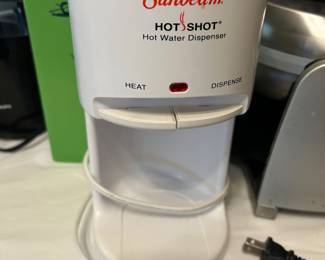 Sunbeam.
HOT SHOT®
Hot Water Dispenser
HEAT DISPENSE